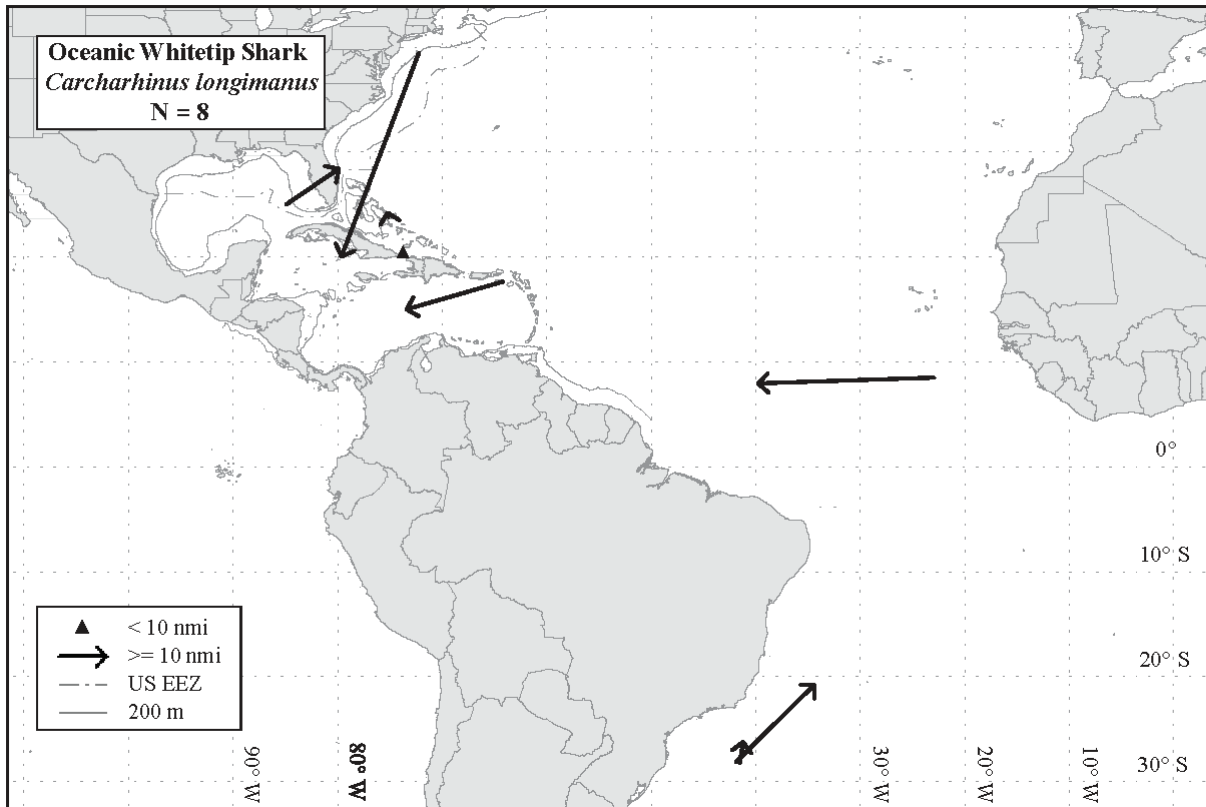 Oceanic Whitetip Shark
Carcharhinus longimanus
N = 8
0°
10° S
20° S
30° S
< 10 nmi
>= 10 nmi
US EEZ
200 m
90° W
80° W
30° W
20° W
10° W